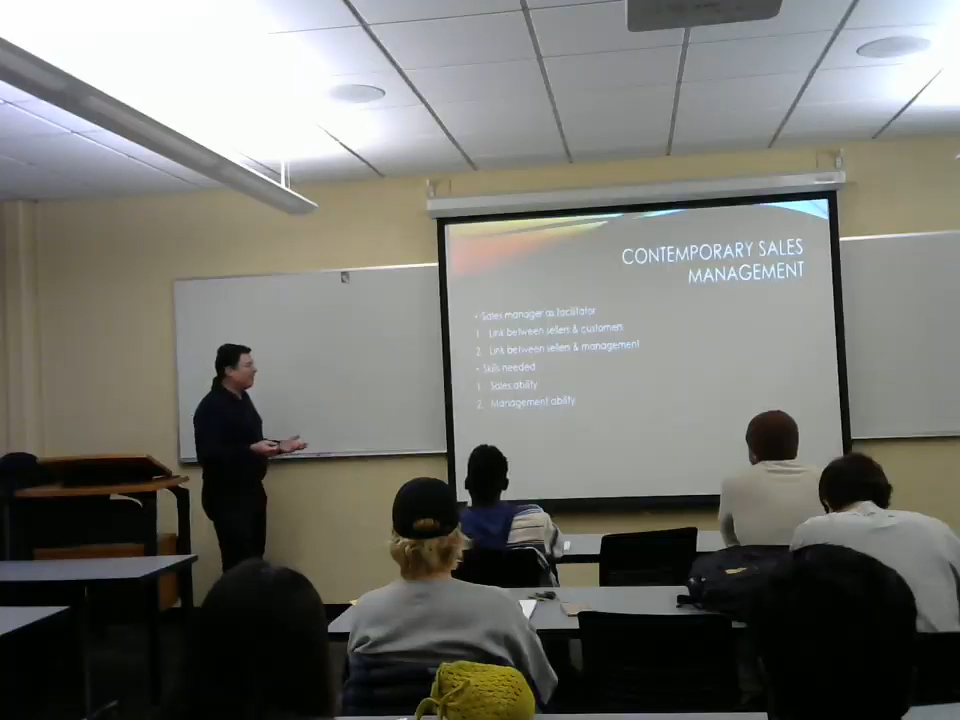 CONTEMPORARY SALES
MANAGEMENT
• Sales manager as facilitator
1. Link between sellers & customers
2. Link between sellers & management
• Skills needed
1. Sales ability
2. Management ability